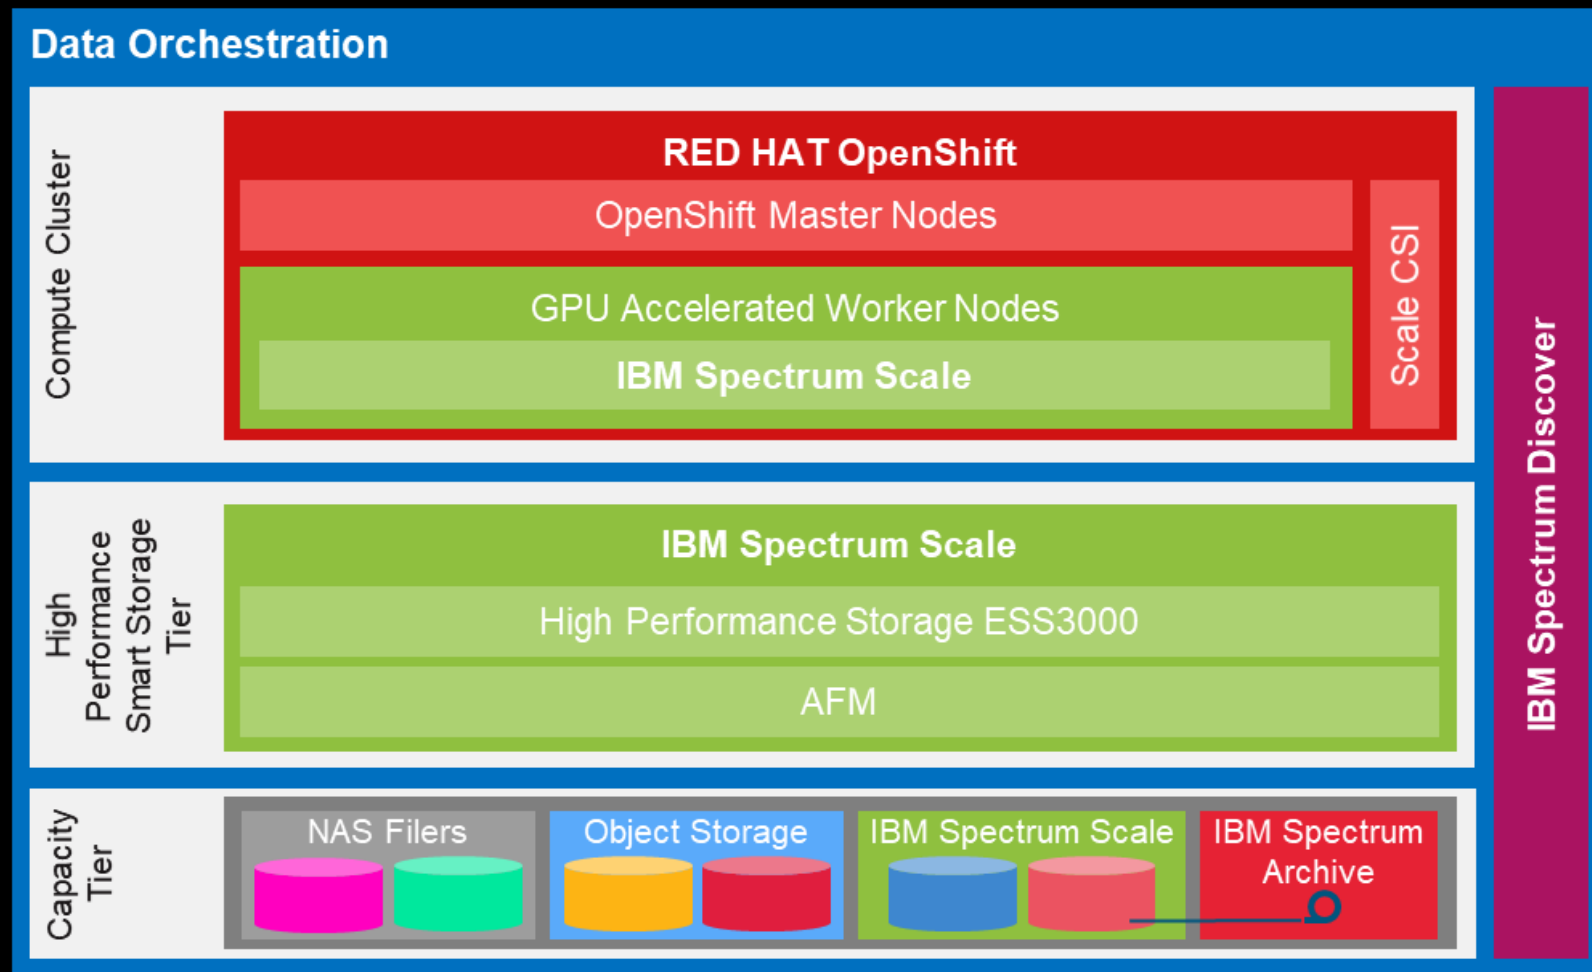 Data Orchestration
Compute Cluster
RED HAT OpenShift
OpenShift Master Nodes
GPU Accelerated Worker Nodes
IBM Spectrum Scale
Scale CSI
High
Performance
Smart Storage
Tier
IBM Spectrum Scale
High Performance Storage ESS3000
AFM
Capacity
Tier
NAS Filers
Object Storage
IBM Spectrum Scale
IBM Spectrum
Archive
IBM Spectrum Discover